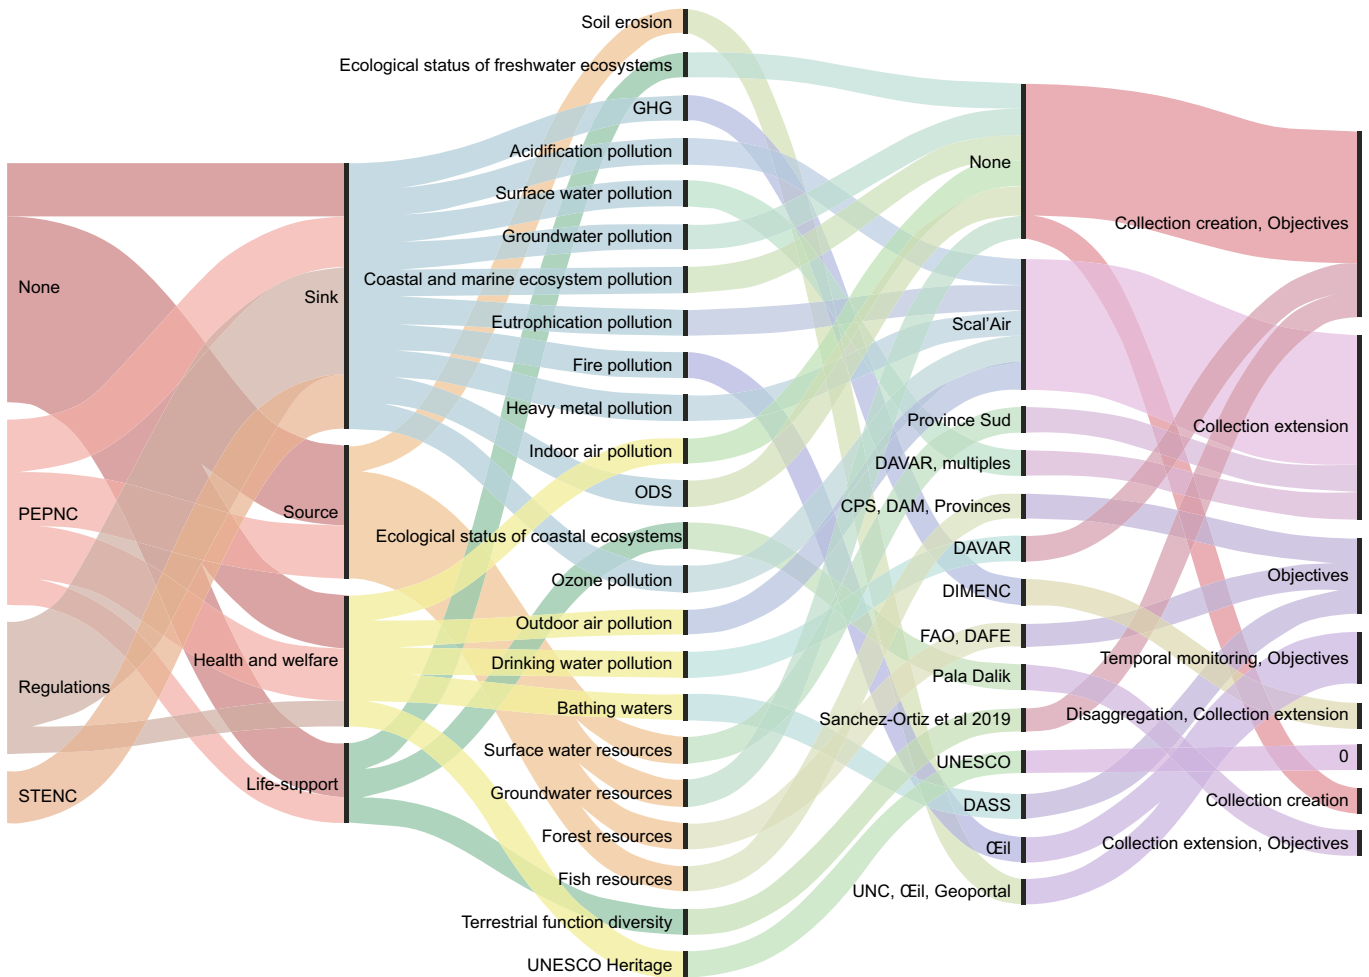 None
PEPNC
Regulations
STENC
Sink
Source
Health and welfare
Life-support
Soil erosion
Ecological status of freshwater ecosystems
GHG
Acidification pollution
Surface water pollution
Groundwater pollution
Coastal and marine ecosystem pollution
Eutrophication pollution
Fire pollution
Heavy metal pollution
Indoor air pollution
ODS
Ecological status of coastal ecosystems
Ozone pollution
Outdoor air pollution
Drinking water pollution
Bathing waters
Surface water resources
Groundwater resources
Forest resources
Fish resources
Terrestrial function diversity
UNESCO Heritage
None
Scal’Air
Province Sud
DAVAR, multiples
CPS, DAM, Provinces
DAVAR
DIMENC
FAO, DAFE
Pala Dalik
Sanchez-Ortiz et al 2019
UNESCO
DASS
Œil
UNC, Œil, Geoportal
Collection creation, Objectives
Collection extension
Objectives
Temporal monitoring, Objectives
Disaggregation, Collection extension
0
Collection creation
Collection extension, Objectives